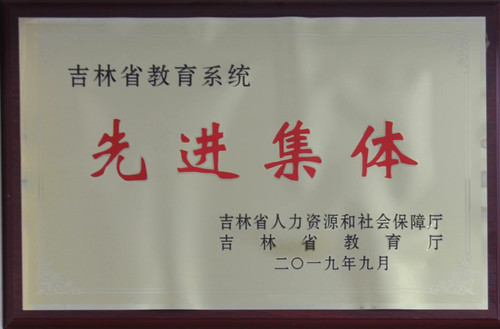 吉林省教育系统
先进集体
吉林省人力资源和社会保障厅
吉林省教育厅
二〇一九年九月